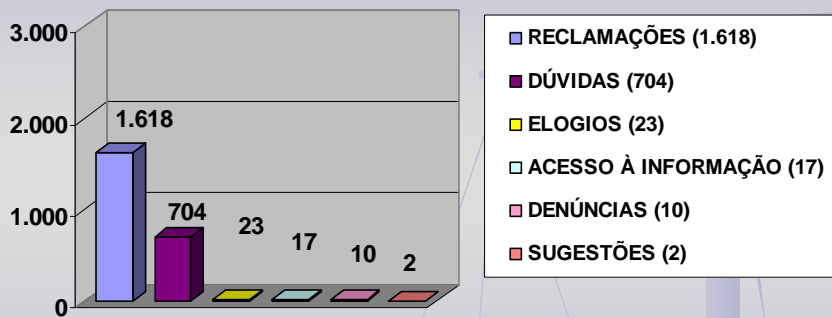 3.000
2.000
1.000
0
1.618
704
23
17
10
2
RECLAMAÇÕES (1.618)
DÚVIDAS (704)
ELOGIOS (23)
ACESSO À INFORMAÇÃO (17)
DENÚNCIAS (10)
SUGESTÕES (2)